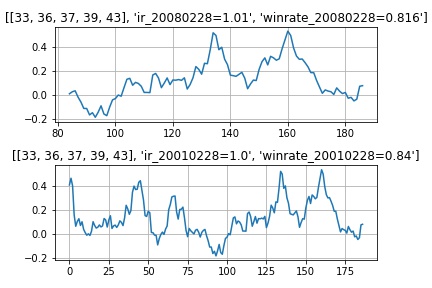 [[33, 36, 37, 39, 43], 'ir_20080228=1.01', 'winrate_20080228=0.816']
0.4
0.2
0.0
−0.2
80 100 120 140 160 180
[[33, 36, 37, 39, 43], 'ir_20010228=1.0', 'winrate_20010228=0.84']
0.4
0.2
0.0
−0.2
0 25 50 75 100 125 150 175